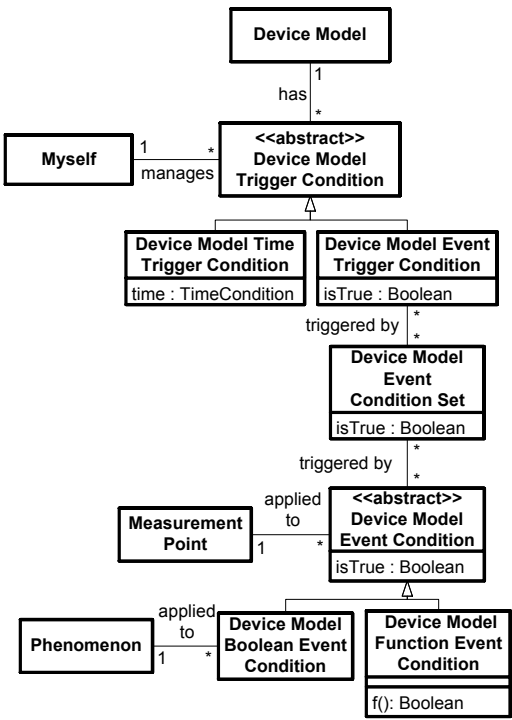 Device Model
1
has
*
<<abstract>>
Device Model
Trigger Condition
Myself
1
*
manages
Device Model Time
Trigger Condition
time : TimeCondition
Device Model Event
Trigger Condition
isTrue : Boolean
*
triggered by
*
Device Model
Event
Condition Set
isTrue : Boolean
*
triggered by
*
<<abstract>>
Device Model
Event Condition
isTrue : Boolean
Measurement
Point
applied
to
1
*
Phenomenon
applied
to
1
*
Device Model
Boolean Event
Condition
Device Model
Function Event
Condition
f(): Boolean